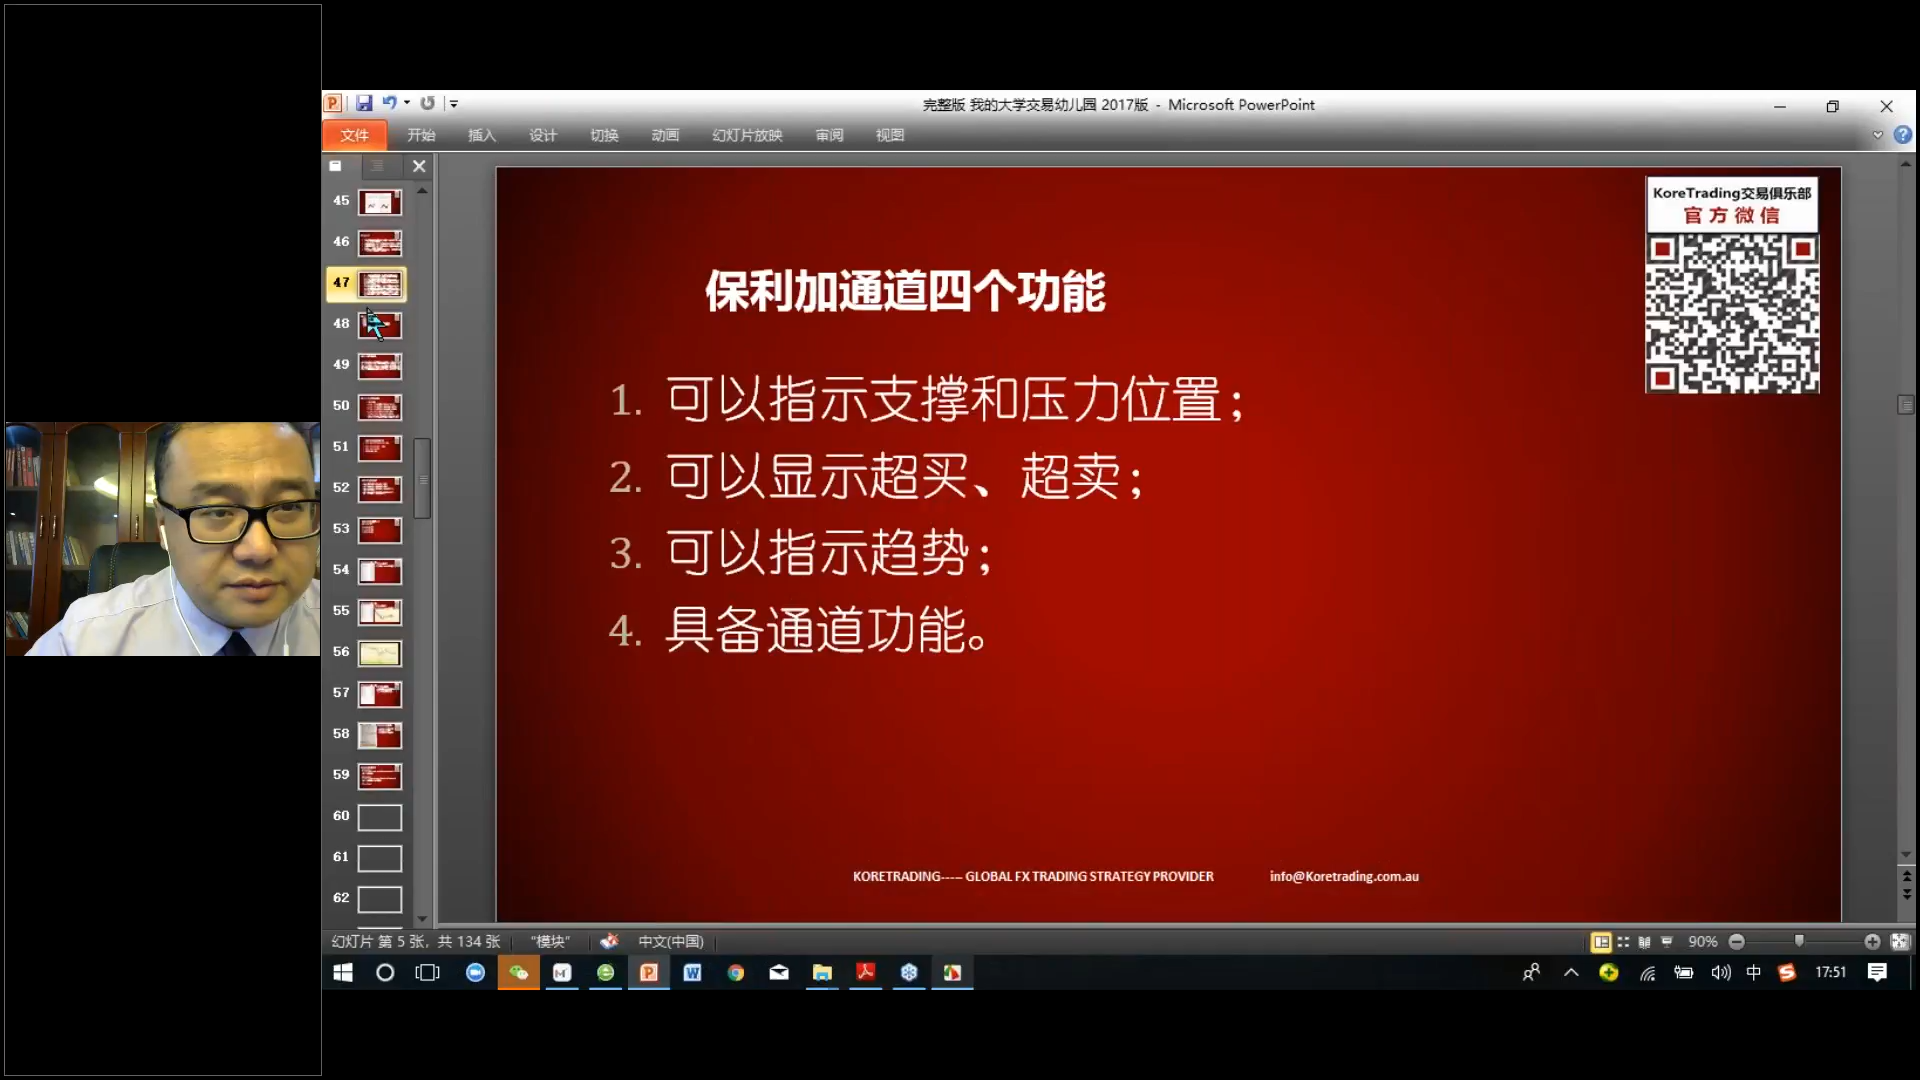 完整版 我的大学交易幼儿园 2017版 - Microsoft PowerPoint
文件 开始 插入 设计 切换 动画 幻灯片放映 审阅 视图
45
46
47
48
49
50
51
52
53
54
55
56
57
58
59
60
61
62
KoreTrading交易俱乐部
官方微信
保利加通道四个功能
1. 可以指示支撑和压力位置;
2. 可以显示超买、超卖;
3. 可以指示趋势;
4. 具备通道功能。
KORETRADING---- GLOBAL FX TRADING STRATEGY PROVIDER info@Koretrading.com.au
幻灯片 第 5 张, 共 134 张 "模块" 中文(中国) 90%
中 17:51